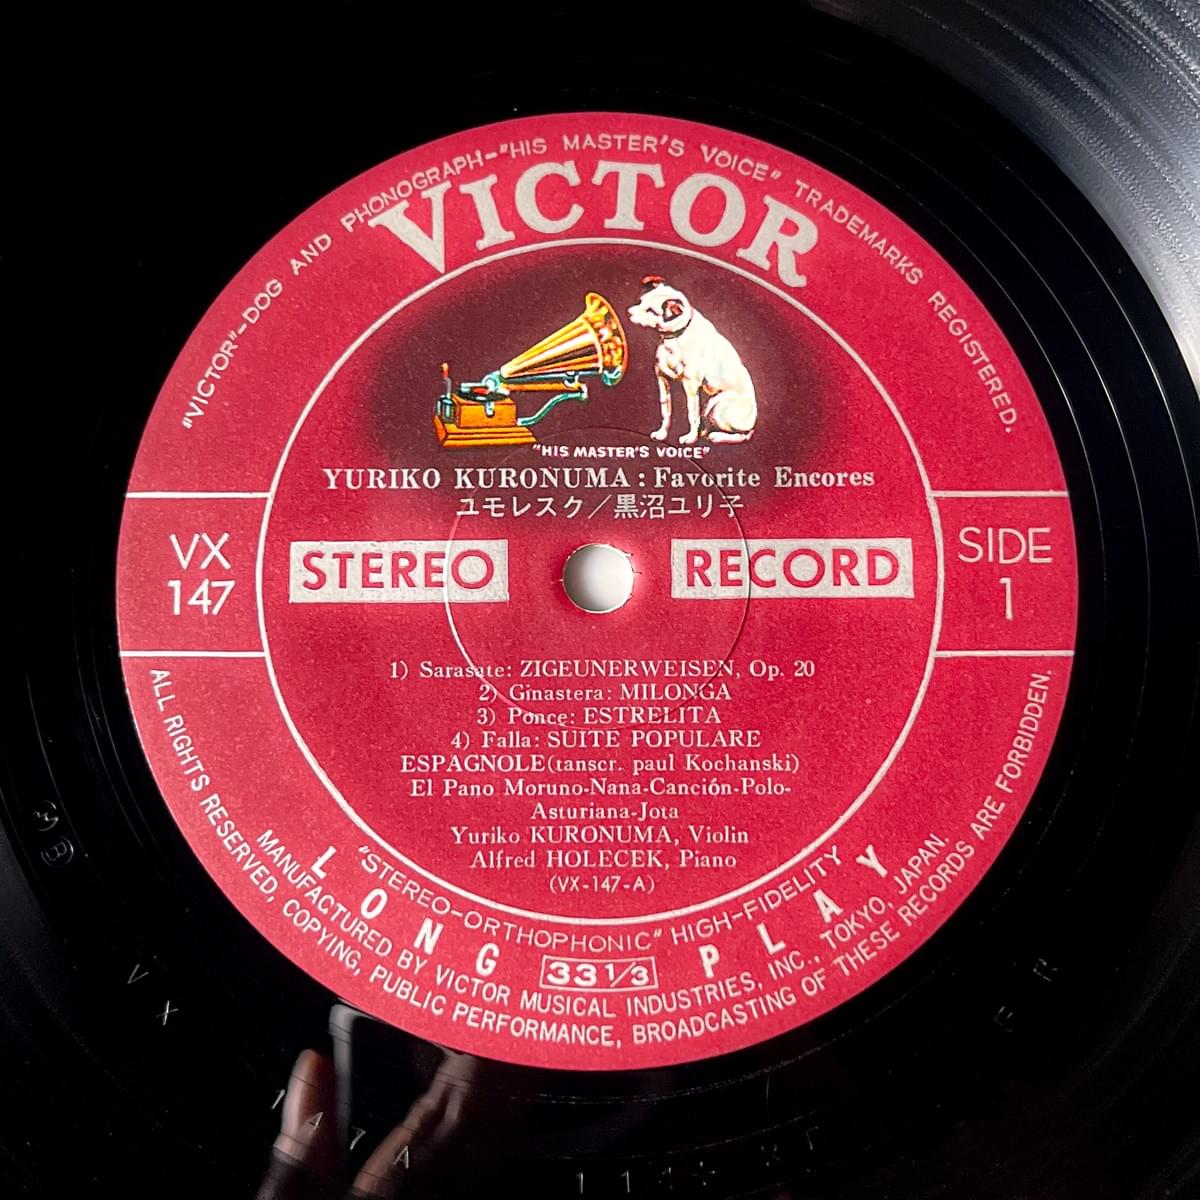 "VICTOR"-DOG AND PHONOGRAPH-"HIS MASTER'S VOICE" TRADEMARKS REGISTERED.
VICTOR
"HIS MASTER'S VOICE"
YURIKO KURONUMA : Favorite Encores
ユモレスク/黒沼ユリ子
VX
147
STEREO
RECORD
SIDE
1
1) Sarasate: ZIGEUNERWEISEN, Op. 20
2) Ginastera: MILONGA
3) Ponce: ESTRELITA
4) Falla: SUITE POPULARE
ESPAGNOLE(tanscr. paul Kochanski)
El Pano Moruno-Nana-Canción-Polo-
Asturiana-Jota
Yuriko KURONUMA, Violin
Alfred HOLECEK, Piano
(VX-147-A)
"STEREO-ORTHOPHONIC" HIGH-FIDELITY
LONG 33 1/3 PLAY
MANUFACTURED BY VICTOR MUSICAL INDUSTRIES, INC., TOKYO, JAPAN.
ALL RIGHTS RESERVED, COPYING, PUBLIC PERFORMANCE, BROADCASTING OF THESE RECORDS ARE FORBIDDEN.
VX
147A